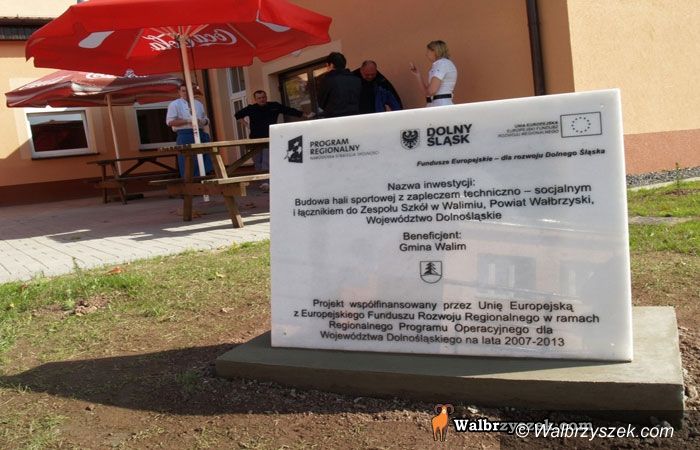 Coca-Cola
PROGRAM
REGIONALNY
NARODOWA STRATEGIA SPÓJNOŚCI
DOLNY
ŚLĄSK
UNIA EUROPEJSKA
EUROPEJSKI FUNDUSZ
ROZWOJU REGIONALNEGO
Fundusze Europejskie – dla rozwoju Dolnego Śląska
Nazwa inwestycji:
Budowa hali sportowej z zapleczem techniczno – socjalnym
i łącznikiem do Zespołu Szkół w Walimiu, Powiat Wałbrzyski,
Województwo Dolnośląskie
Beneficjent:
Gmina Walim
Projekt współfinansowany przez Unię Europejską
z Europejskiego Funduszu Rozwoju Regionalnego w ramach
Regionalnego Programu Operacyjnego dla
Województwa Dolnośląskiego na lata 2007-2013
Walbrzyszek.com
© Walbrzyszek.com